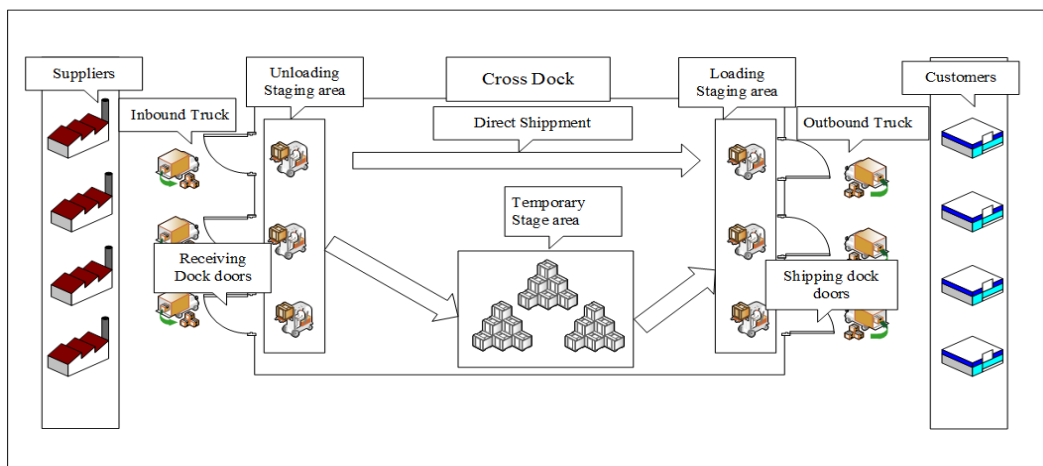 Suppliers
Inbound Truck
Unloading
Staging area
Cross Dock
Direct Shippment
Loading
Staging area
Outbound Truck
Customers
Temporary
Stage area
Receiving
Dock doors
Shipping dock
doors